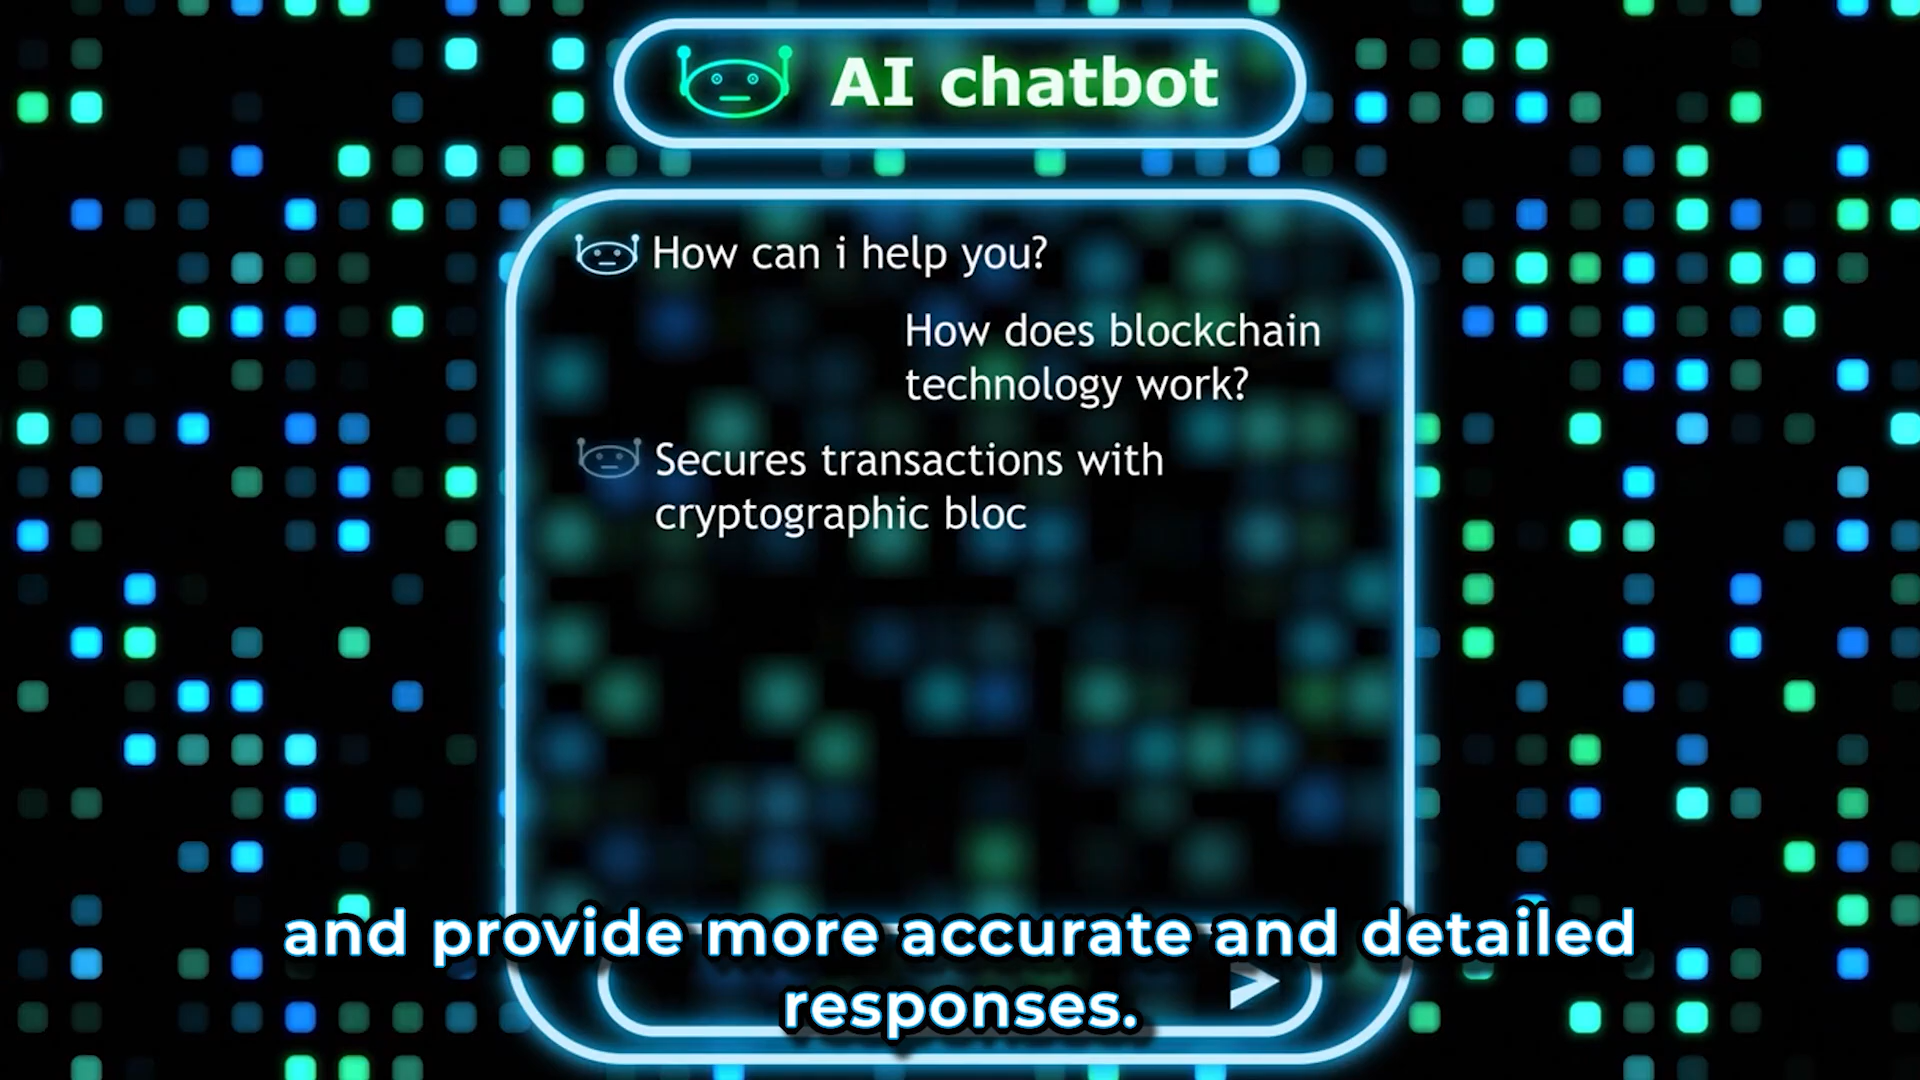 AI chatbot
How can i help you?
How does blockchain
technology work?
Secures transactions with
cryptographic bloc
and provide more accurate and detailed
responses.